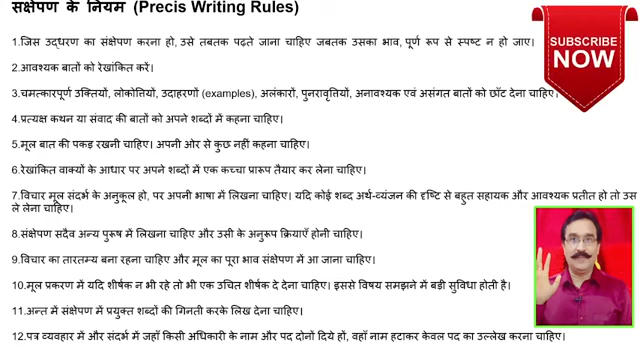 संक्षेपण के नियम (Precis Writing Rules)
1.जिस उद्धरण का संक्षेपण करना हो, उसे तबतक पढ़ते जाना चाहिए जबतक उसका भाव, पूर्ण रूप से स्पष्ट न हो जाए।
SUBSCRIBE
NOW
2.आवश्यक बातों को रेखांकित करें।
3.चमत्कारपूर्ण उक्तियों, लोकोत्तियों, उदाहरणों (examples), अलंकारों, पुनरावृत्तियों, अनावश्यक एवं असंगत बातों को छाँट देना चाहिए।
4.प्रत्यक्ष कथन या संवाद की बातों को अपने शब्दों में कहना चाहिए।
5.मूल बात की पकड़ रखनी चाहिए। अपनी ओर से कुछ नहीं कहना चाहिए।
6.रेखांकित वाक्यों के आधार पर अपने शब्दों में एक कच्चा प्रारूप तैयार कर लेना चाहिए।
7.विचार मूल संदर्भ के अनुकूल हो, पर अपनी भाषा में लिखना चाहिए। यदि कोई शब्द अर्थ-व्यंजन की दृष्टि से बहुत सहायक और आवश्यक प्रतीत हो तो उस
ले लेना चाहिए।
8.संक्षेपण सदैव अन्य पुरूष में लिखना चाहिए और उसी के अनुरूप क्रियाएँ होनी चाहिए।
9.विचार का तारतम्य बना रहना चाहिए और मूल का पूरा भाव संक्षेपण में आ जाना चाहिए।
10.मूल प्रकरण में यदि शीर्षक न भी रहे तो भी एक उचित शीर्षक दे देना चाहिए। इससे विषय समझने में बड़ी सुविधा होती है।
11.अन्त में संक्षेपण में प्रयुक्त शब्दों की गिनती करके लिख देना चाहिए।
12.पत्र व्यवहार में और संदर्भ में जहाँ किसी अधिकारी के नाम और पद दोनों दिये हों, वहाँ नाम हटाकर केवल पद का उल्लेख करना चाहिए।